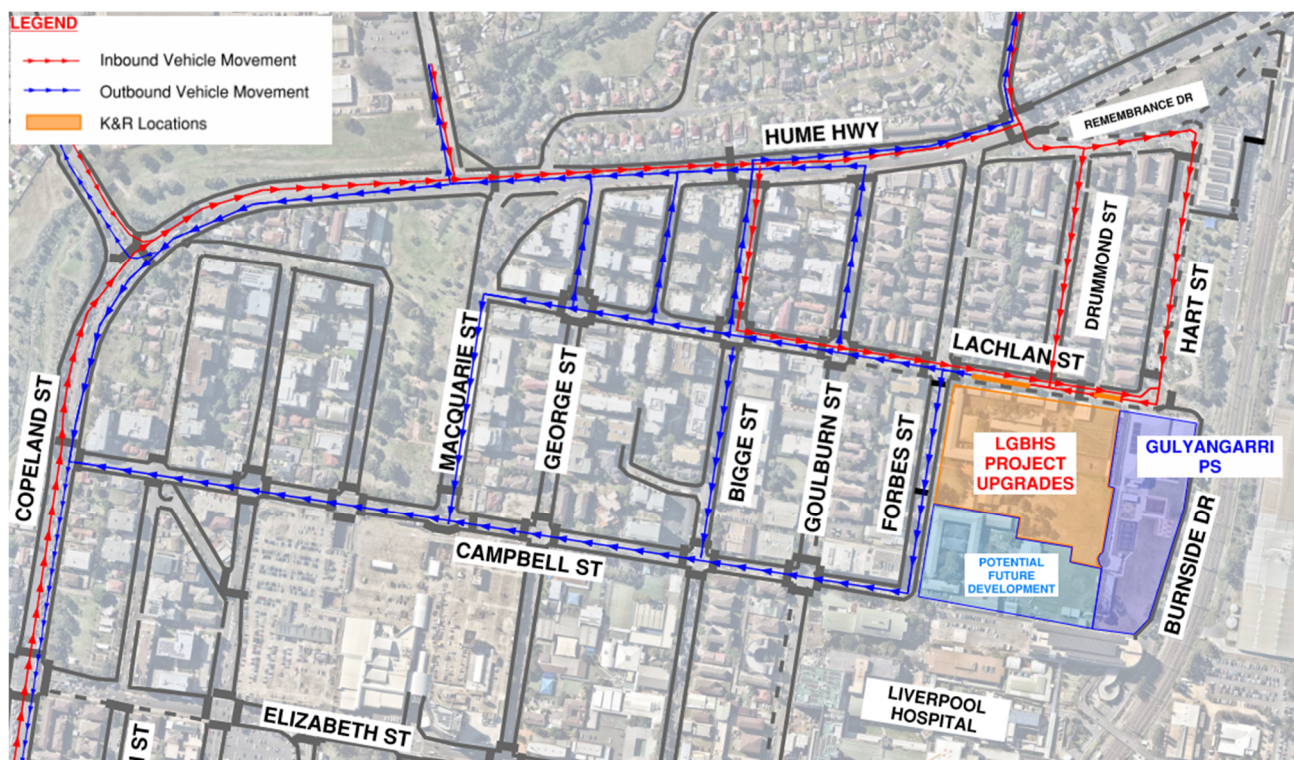 LEGEND
Inbound Vehicle Movement
Outbound Vehicle Movement
K&R Locations
HUME HWY
REMEMBRANCE DR
DRUMMOND ST
HART ST
LACHLAN ST
MACQUARIE ST
GEORGE ST
COPELAND ST
BIGGE ST
GOULBURN ST
FORBES ST
LGBHS
PROJECT
UPGRADES
GULYANGARRI
PS
BURNSIDE DR
CAMPBELL ST
POTENTIAL
FUTURE
DEVELOPMENT
LIVERPOOL
HOSPITAL
ELIZABETH ST
ST